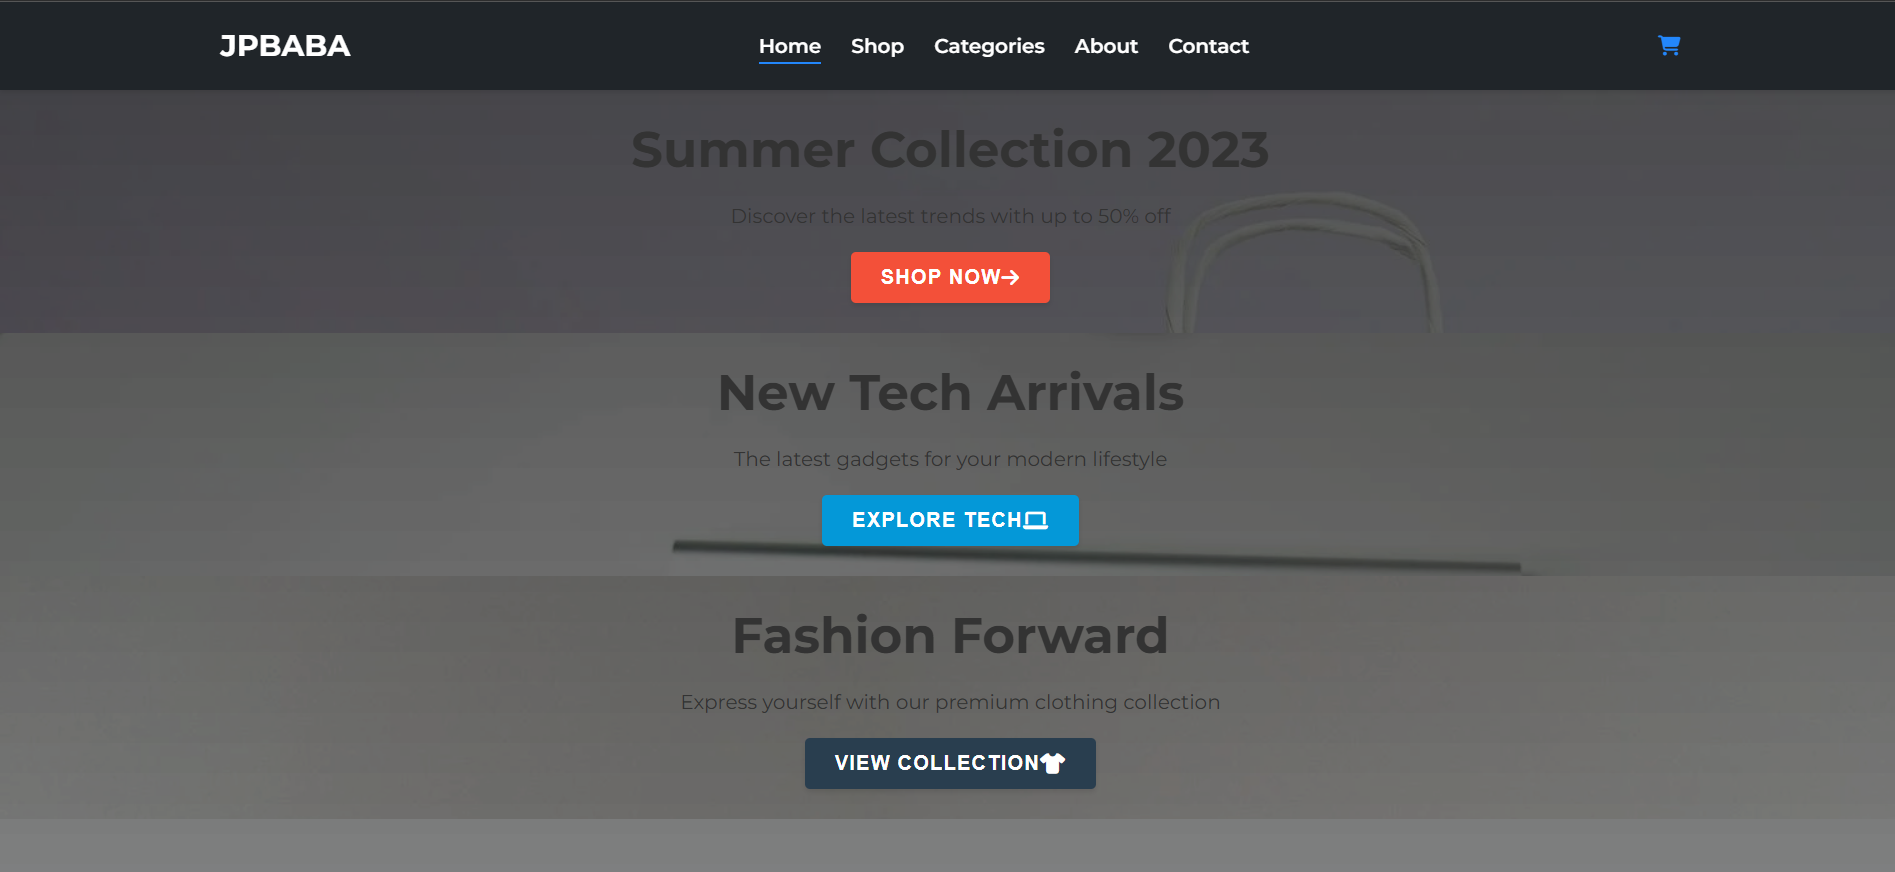 JPBABA
Home Shop Categories About Contact
Summer Collection 2023
Discover the latest trends with up to 50% off
SHOP NOW
New Tech Arrivals
The latest gadgets for your modern lifestyle
EXPLORE TECH
Fashion Forward
Express yourself with our premium clothing collection
VIEW COLLECTION